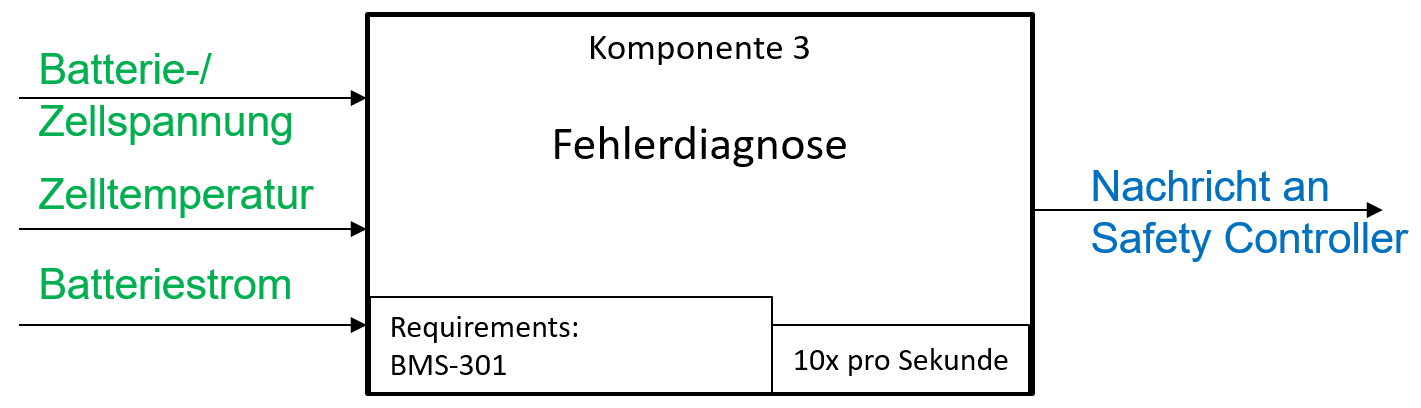 Komponente 3
Fehlerdiagnose
Batterie-/
Zellspannung
Zelltemperatur
Batteriestrom
Requirements:
BMS-301
10x pro Sekunde
Nachricht an
Safety Controller